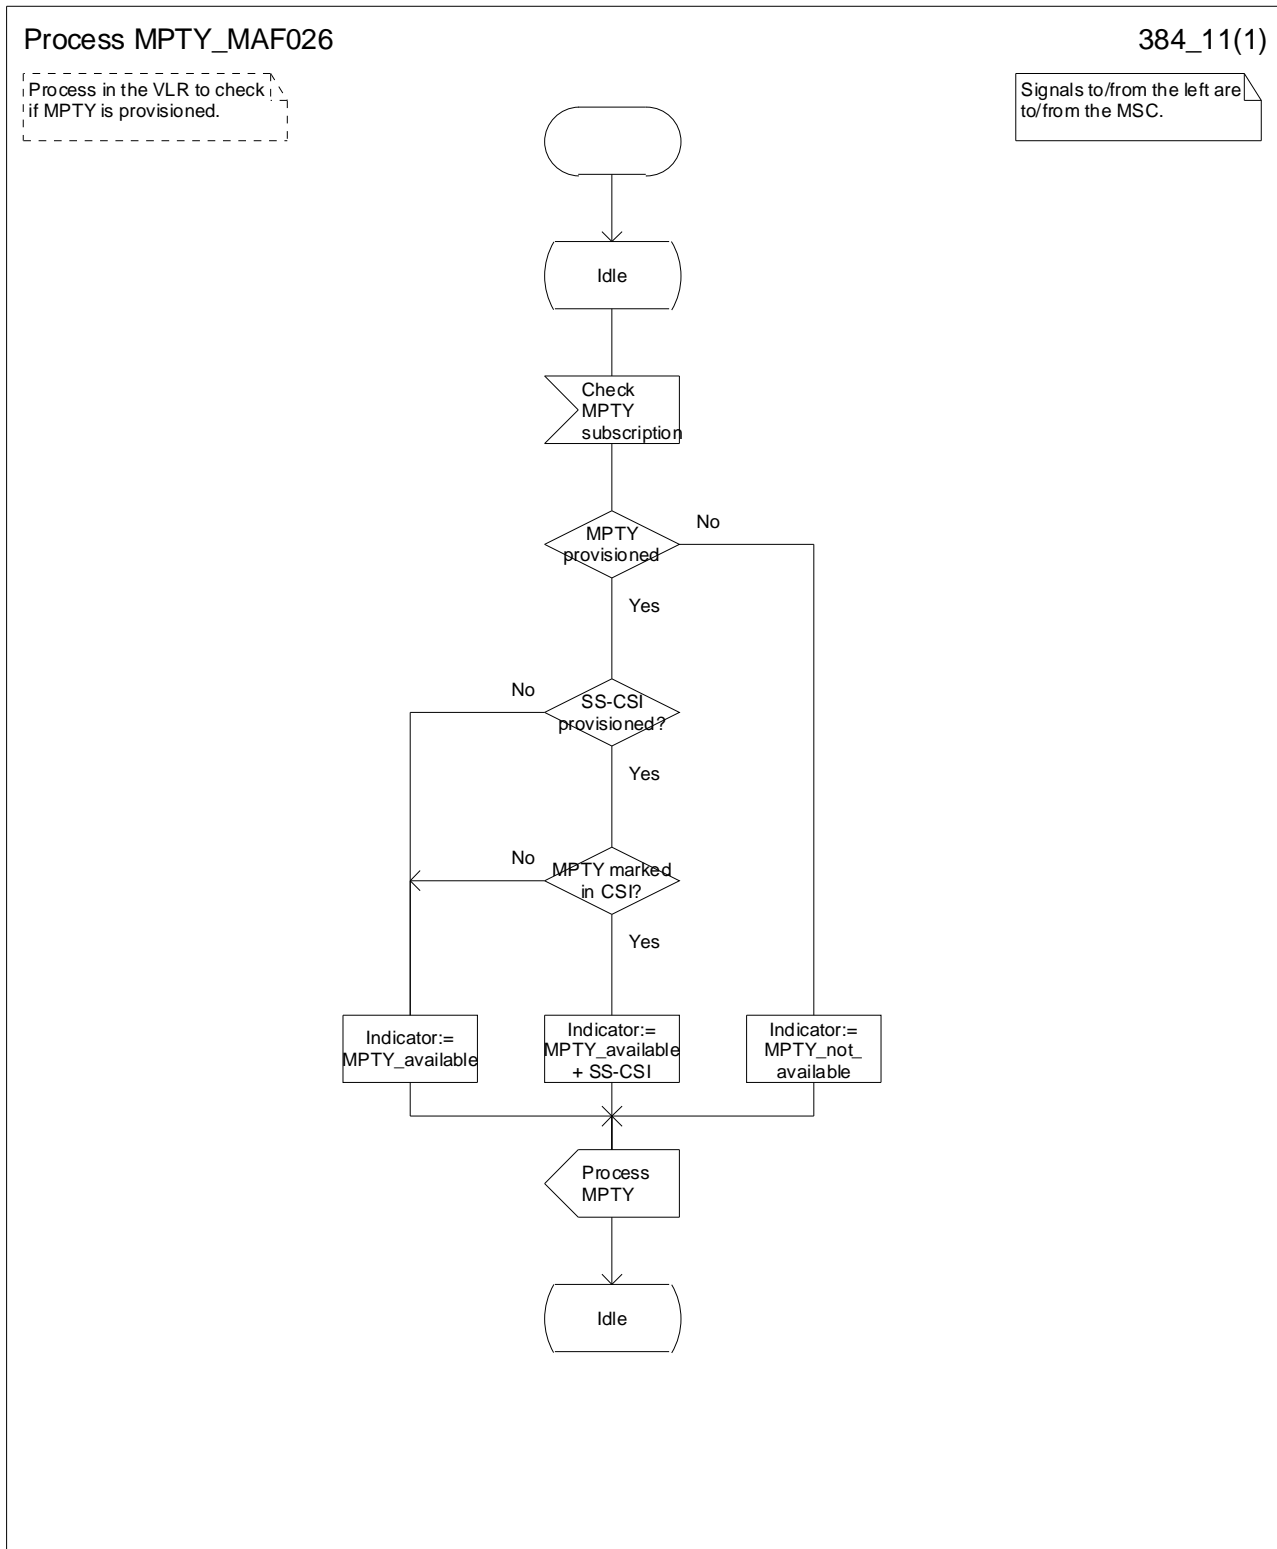 Process MPTY_MAF026
384_11(1)
Process in the VLR to check
if MPTY is provisioned.
Signals to/from the left are
to/from the MSC.
Idle
Check
MPTY
subscription
MPTY
provisioned
No
Yes
No
SS-CSI
provisioned?
Yes
No
MPTY marked
in CSI?
Yes
Indicator:=
MPTY_available
Indicator:=
MPTY_available
+ SS-CSI
Indicator:=
MPTY_not_
available
Process
MPTY
Idle